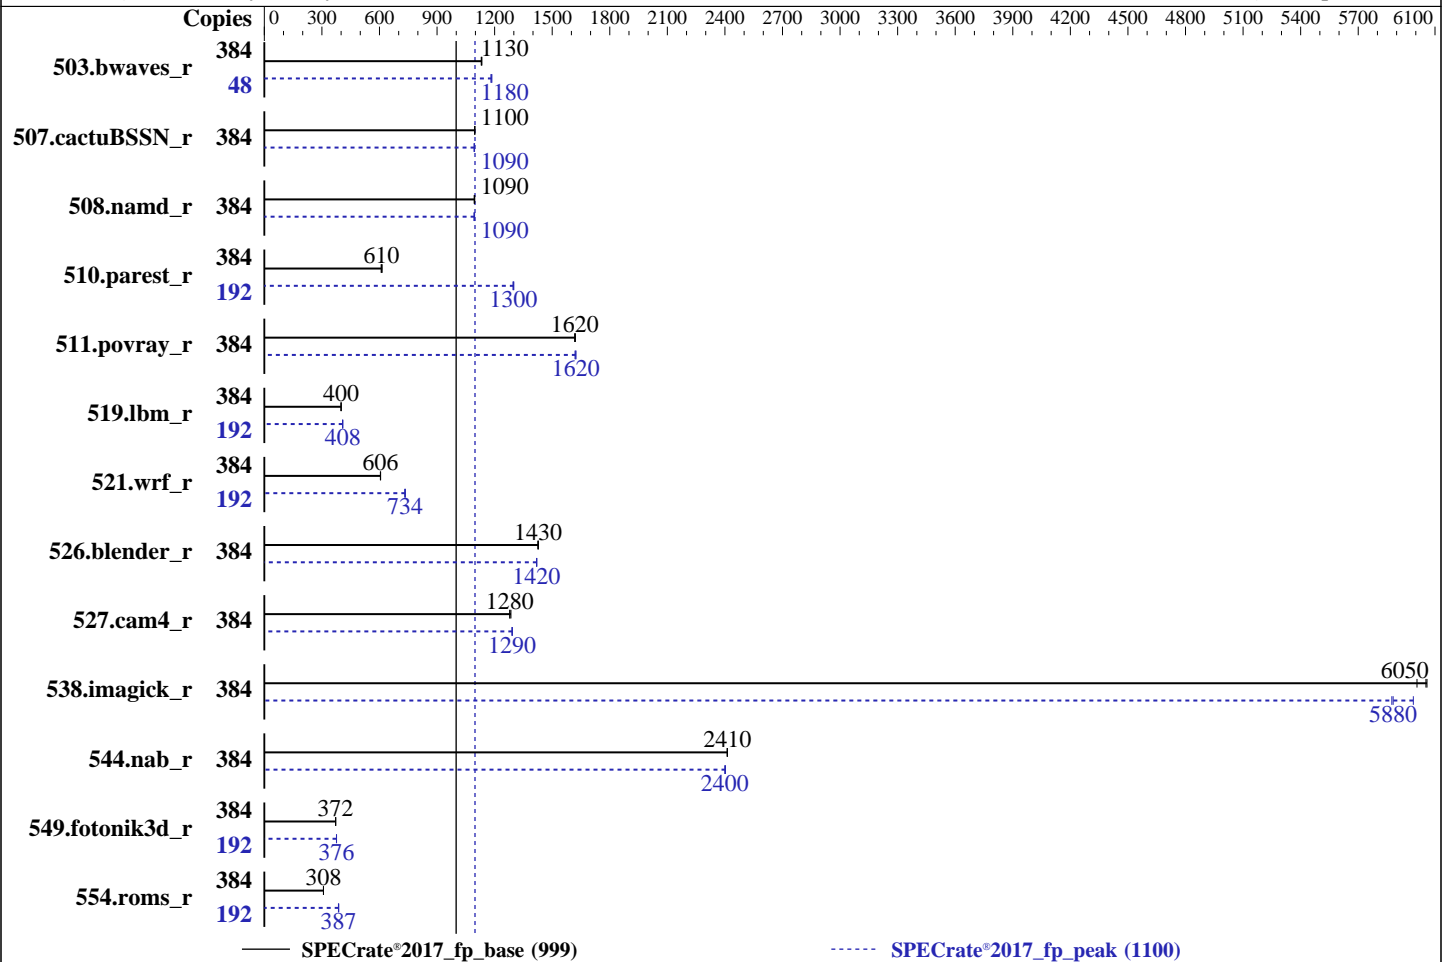 Copies 0 300 600 900 1200 1500 1800 2100 2400 2700 3000 3300 3600 3900 4200 4500 4800 5100 5400 5700 6100
503.bwaves_r 384 1130
48 1180
507.cactuBSSN_r 384 1100
1090
508.namd_r 384 1090
1090
510.parest_r 384 610
192 1300
511.povray_r 384 1620
1620
519.lbm_r 384 400
192 408
521.wrf_r 384 606
192 734
526.blender_r 384 1430
1420
527.cam4_r 384 1280
1290
538.imagick_r 384 6050
5880
544.nab_r 384 2410
2400
549.fotonik3d_r 384 372
192 376
554.roms_r 384 308
192 387
SPECrate®2017_fp_base (999) SPECrate®2017_fp_peak (1100)